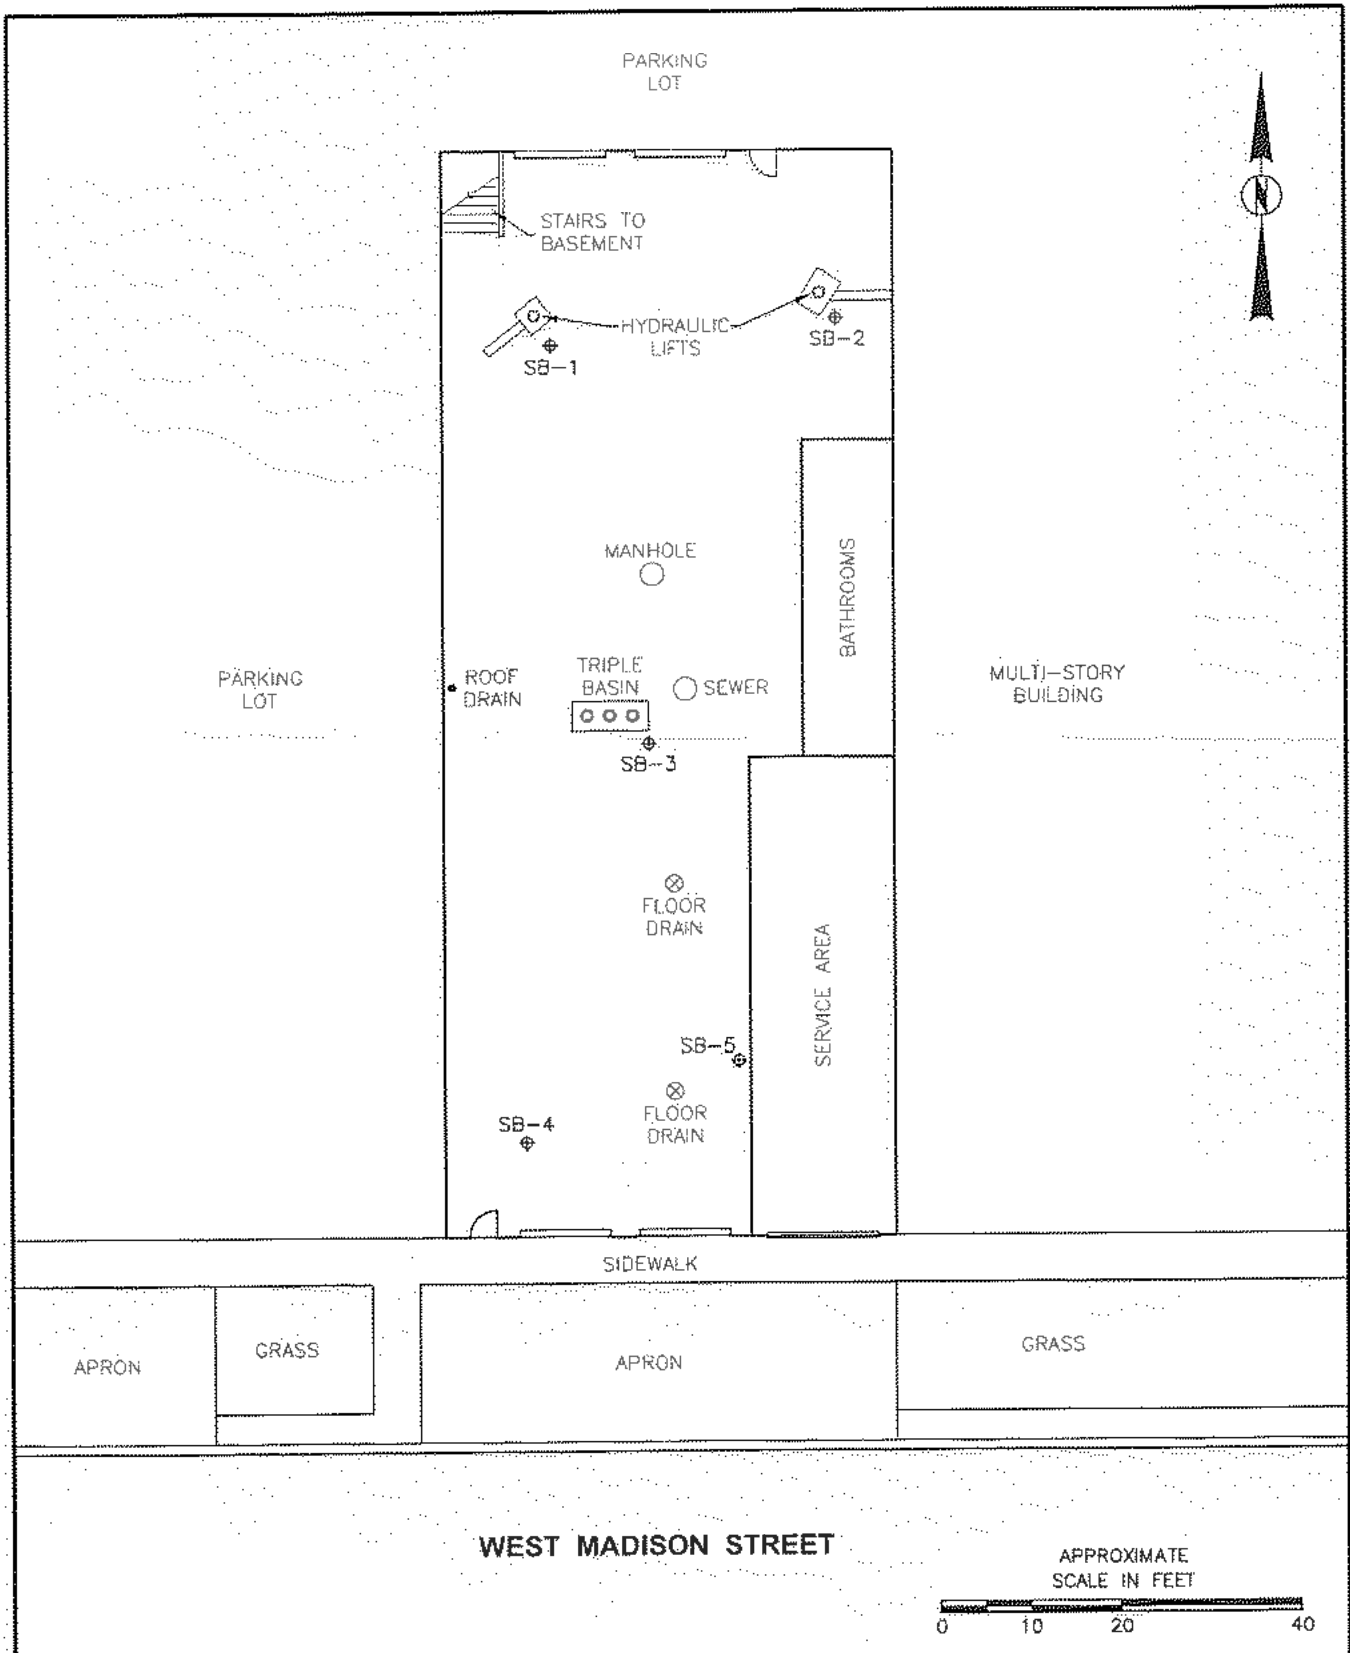 PARKING
LOT
N
STAIRS TO
BASEMENT
HYDRAULIC
LIFTS
SB-1
SB-2
MANHOLE
BATHROOMS
PARKING
LOT
ROOF
DRAIN
TRIPLE
BASIN
SEWER
MULTI-STORY
BUILDING
SB-3
FLOOR
DRAIN
SERVICE AREA
SB-5
FLOOR
DRAIN
SB-4
SIDEWALK
APRON
GRASS
APRON
GRASS
WEST MADISON STREET
APPROXIMATE
SCALE IN FEET
0 10 20 40